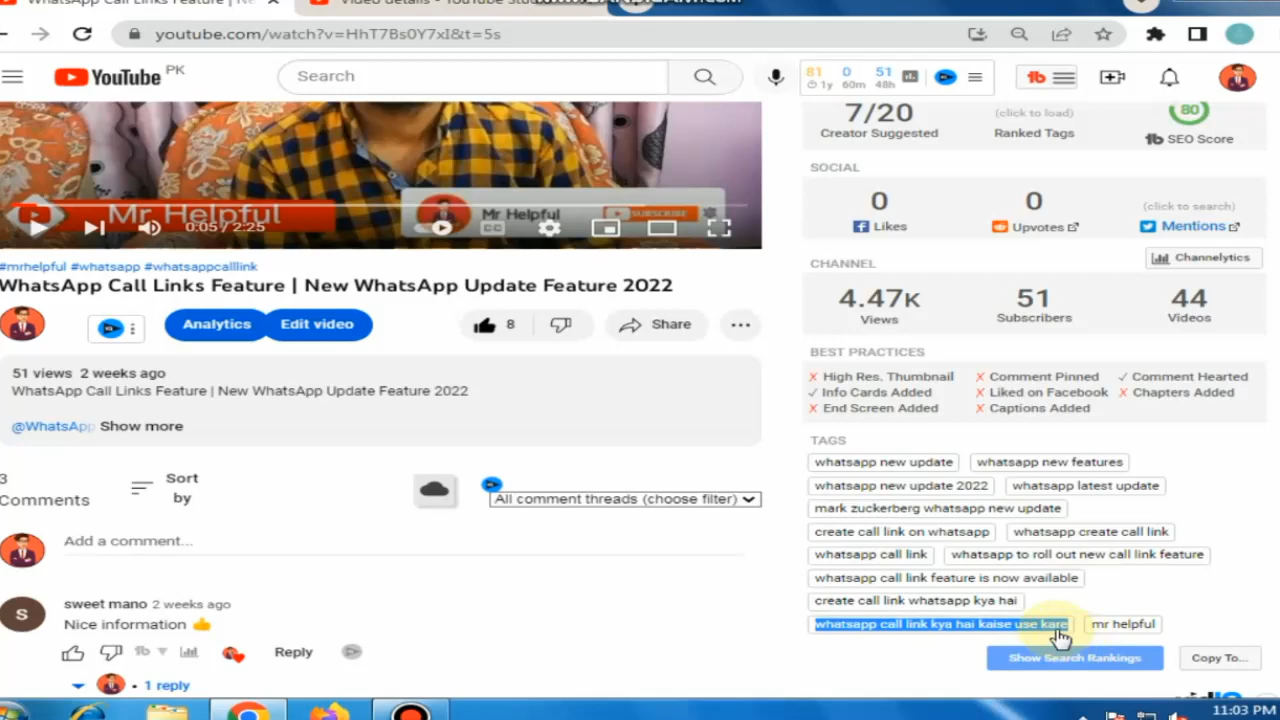 WhatsApp Call Links Feature | Ne
Video details - YouTube Stu
youtube.com/watch?v=HhT7Bs0Y7xI&t=5s
YouTube PK
Search
81 0 51
1y 60m 48h
tb
7/20
Creator Suggested
(click to load)
Ranked Tags
80
tb SEO Score
SOCIAL
0
Likes
0
Upvotes
(click to search)
Mentions
CHANNEL
Channelytics
4.47K
Views
51
Subscribers
44
Videos
BEST PRACTICES
High Res. Thumbnail
Comment Pinned
Comment Hearted
Info Cards Added
Liked on Facebook
Chapters Added
End Screen Added
Captions Added
TAGS
whatsapp new update
whatsapp new features
whatsapp new update 2022
whatsapp latest update
mark zuckerberg whatsapp new update
create call link on whatsapp
whatsapp create call link
whatsapp call link
whatsapp to roll out new call link feature
whatsapp call link feature is now available
create call link whatsapp kya hai
whatsapp call link kya hai kaise use kare
mr helpful
Show Search Rankings
Copy To...
Mr Helpful
Mr Helpful
SUBSCRIBE
CC
0:05 / 2:25
#mrhelpful #whatsapp #whatsappcalllink
WhatsApp Call Links Feature | New WhatsApp Update Feature 2022
Analytics
Edit video
8
Share
51 views 2 weeks ago
WhatsApp Call Links Feature | New WhatsApp Update Feature 2022
@WhatsApp Show more
3
Comments
Sort
by
All comment threads (choose filter)
Add a comment...
S
sweet mano 2 weeks ago
Nice information 👍
tb
Reply
1 reply
11:03 PM